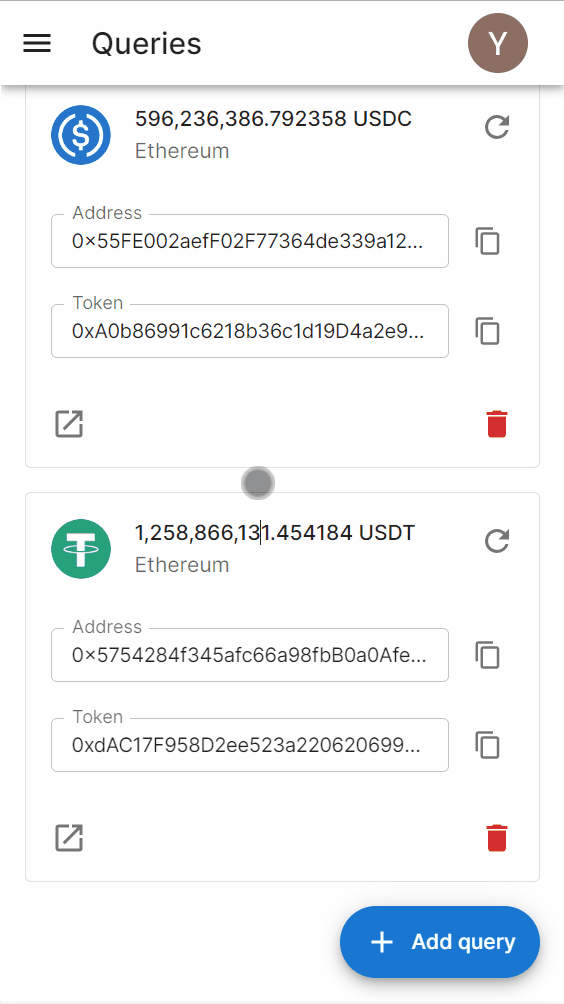 Queries
Y
596,236,386.792358 USDC
Ethereum
Address
0x55FE002aefF02F77364de339a12...
Token
0xA0b86991c6218b36c1d19D4a2e9...
1,258,866,131.454184 USDT
Ethereum
Address
0x5754284f345afc66a98fbB0a0Afe...
Token
0xdAC17F958D2ee523a220620699...
Add query